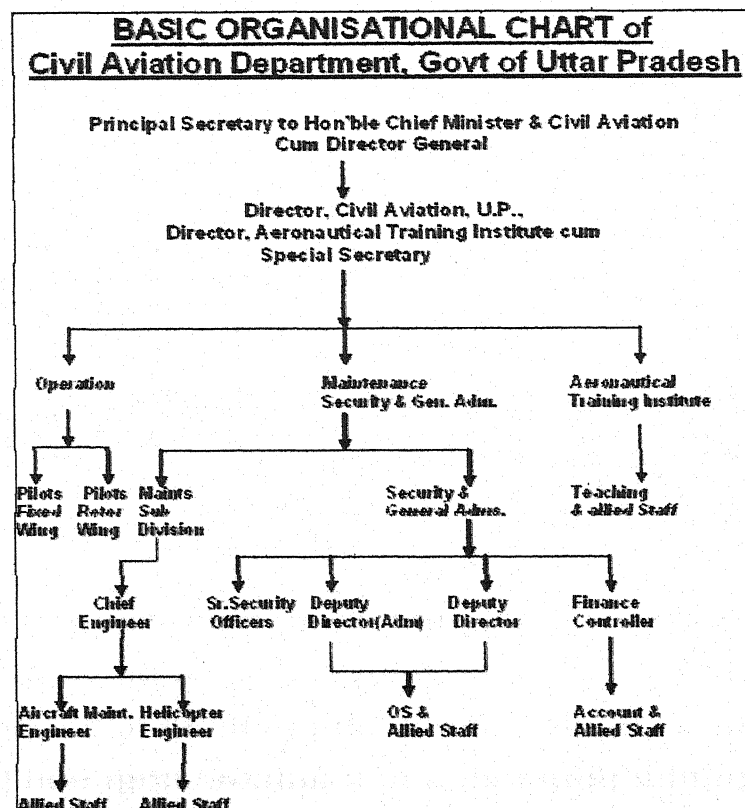 BASIC ORGANISATIONAL CHART of
Civil Aviation Department, Govt of Uttar Pradesh
Principal Secretary to Hon'ble Chief Minister & Civil Aviation
Cum Director General
Director, Civil Aviation, U.P.,
Director, Aeronautical Training Institute cum
Special Secretary
Operation
Maintenance
Security & Gen. Adm.
Aeronautical
Training Institute
Pilots
Fixed
Wing
Pilots
Rotor
Wing
Maints
Sub
Division
Security &
General Adms.
Teaching
& allied Staff
Chief
Engineer
Sr.Security
Officers
Deputy
Director(Adm)
Deputy
Director
Finance
Controller
Aircraft Maint.
Engineer
Helicopter
Engineer
OS &
Allied Staff
Account &
Allied Staff
Allied Staff
Allied Staff